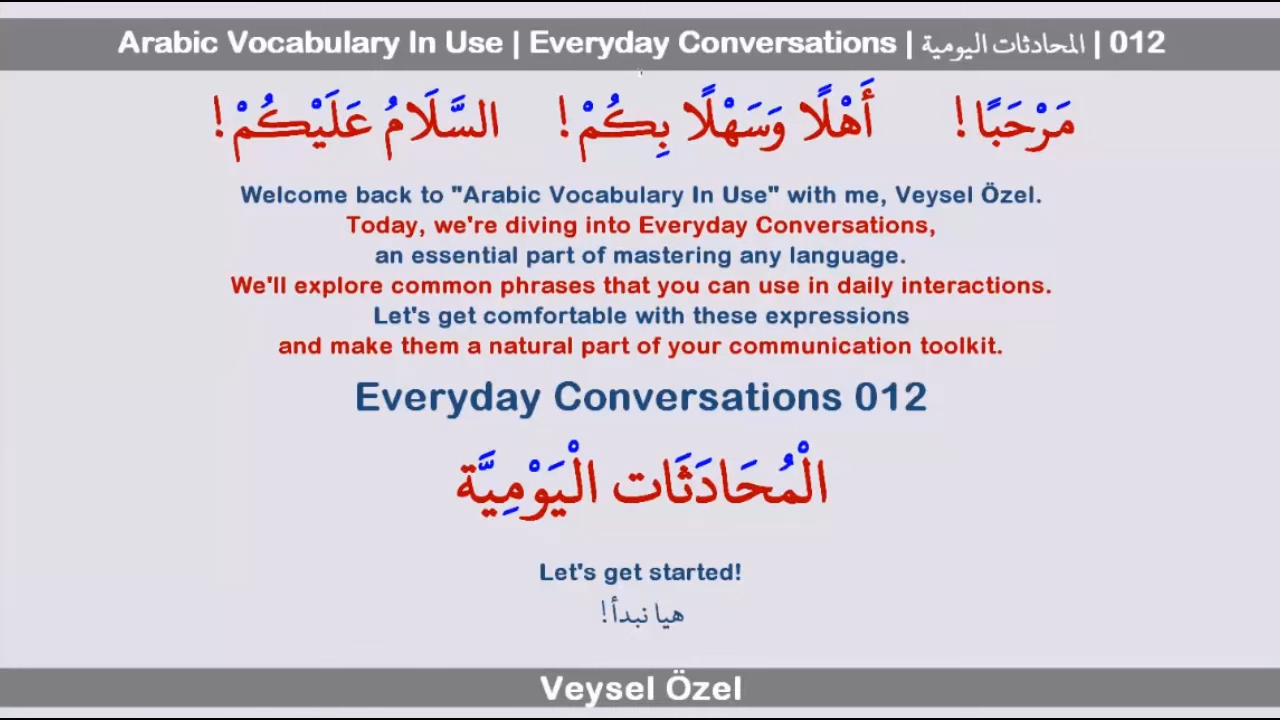 Arabic Vocabulary In Use | Everyday Conversations | المحادثات اليومية | 012
مَرْحَبًا! أَهْلًا وَسَهْلًا بِكُمْ! السَّلَامُ عَلَيْكُمْ!
Welcome back to "Arabic Vocabulary In Use" with me, Veysel Özel.
Today, we're diving into Everyday Conversations,
an essential part of mastering any language.
We'll explore common phrases that you can use in daily interactions.
Let's get comfortable with these expressions
and make them a natural part of your communication toolkit.
Everyday Conversations 012
الْمُحَادَثَات الْيَوْمِيَّة
Let's get started!
هيا نبدأ!
Veysel Özel